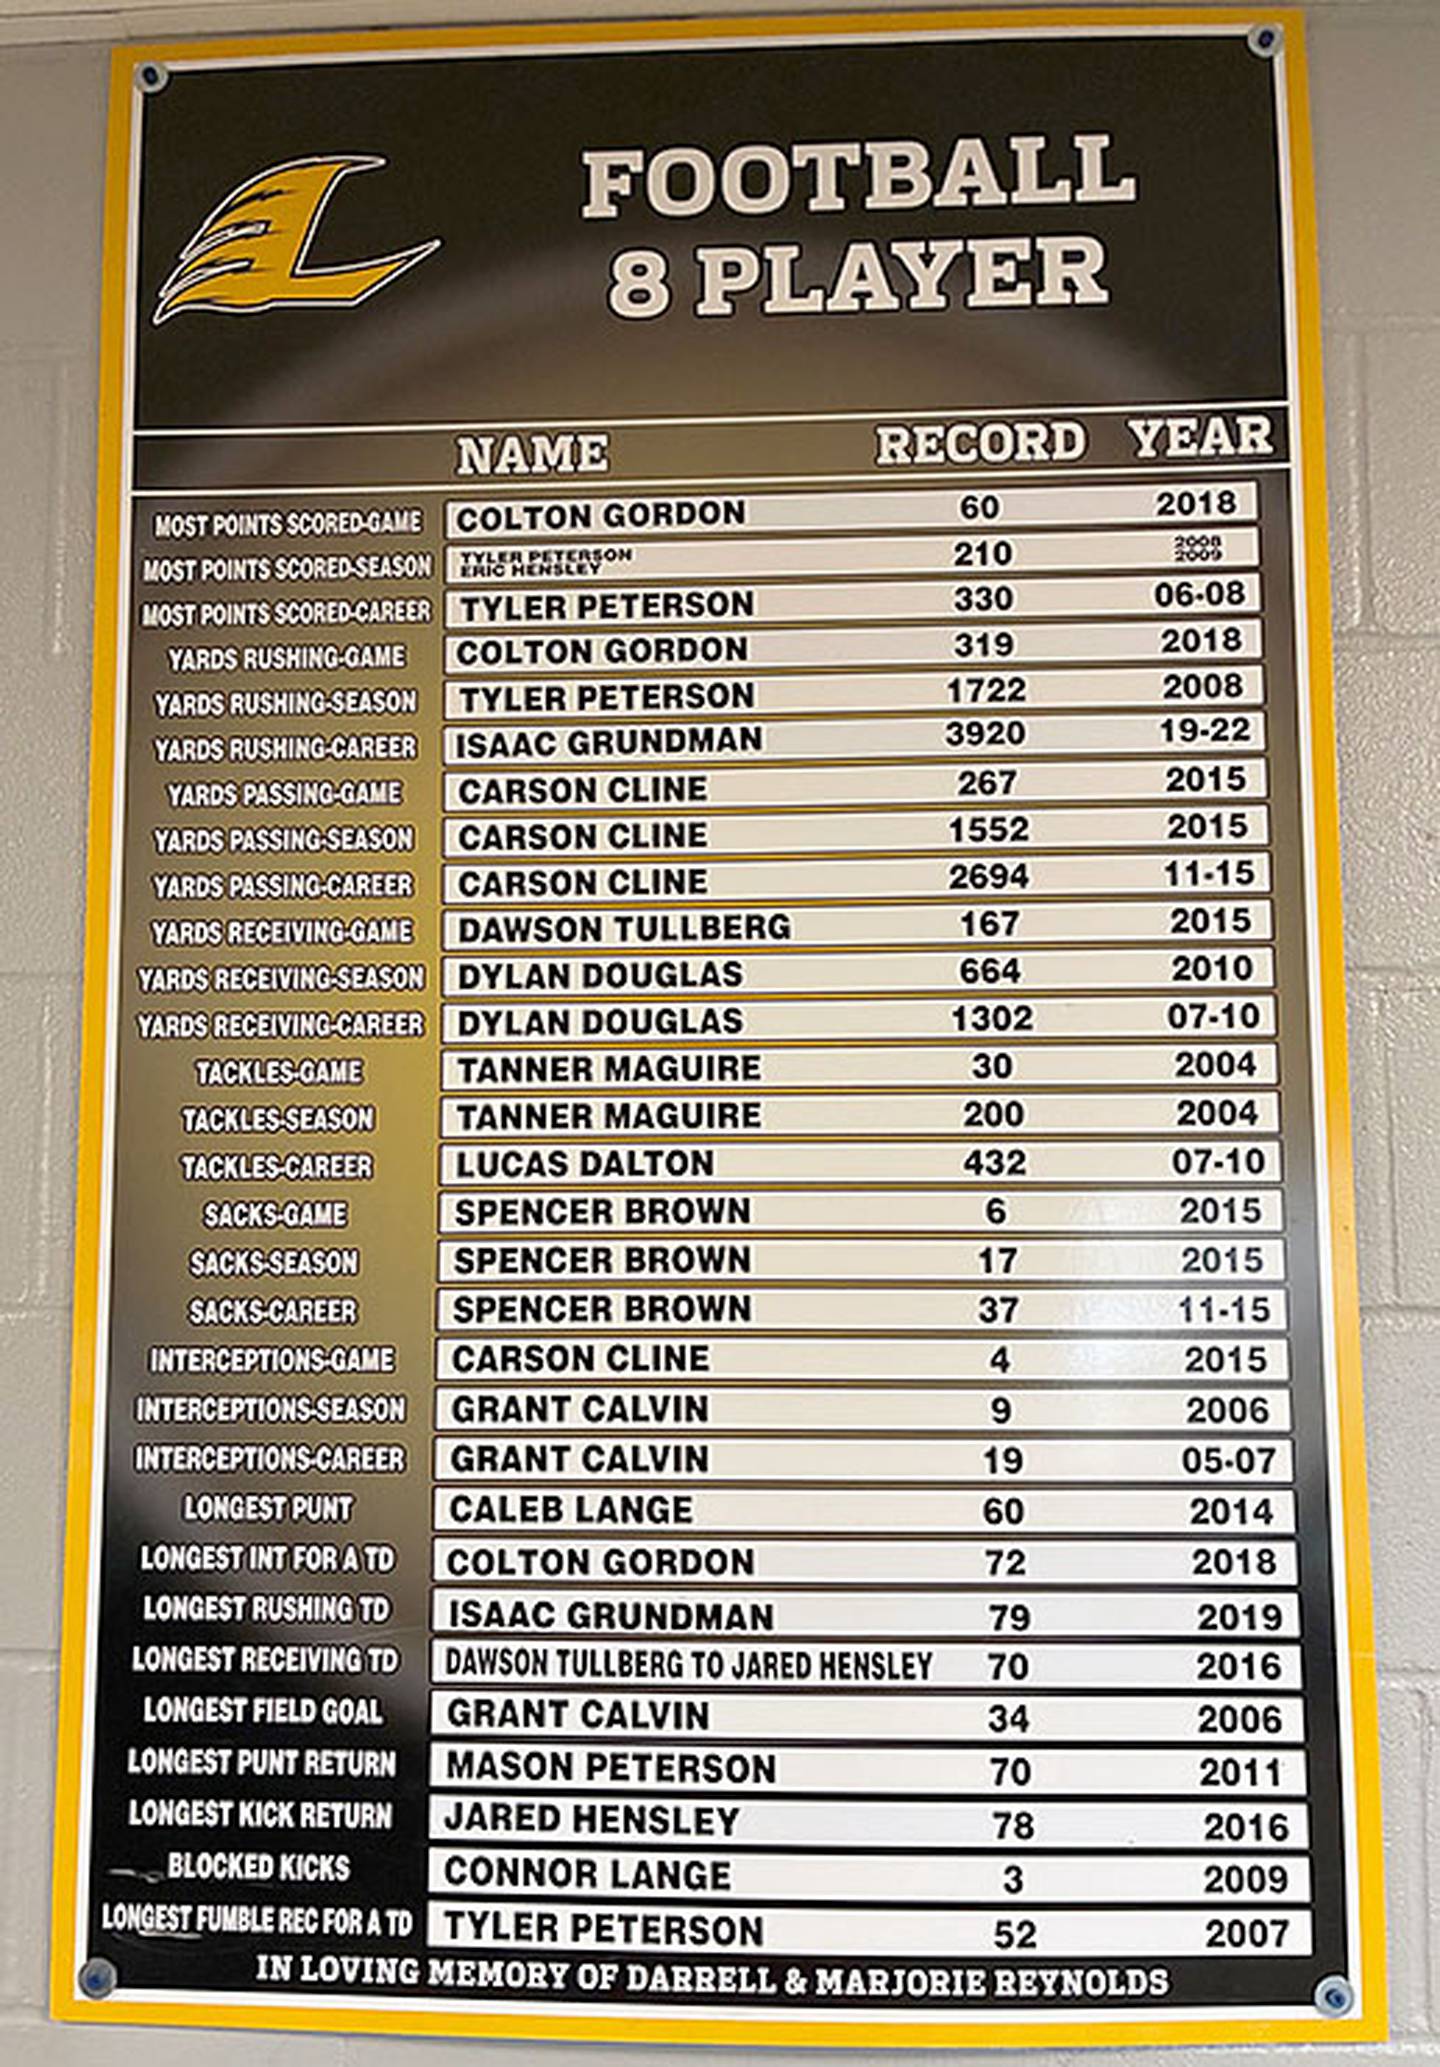 L
FOOTBALL
8 PLAYER
NAME RECORD YEAR
MOST POINTS SCORED-GAME COLTON GORDON 60 2018
MOST POINTS SCORED-SEASON TYLER PETERSON ERIC HENSLEY 210 2008 2009
MOST POINTS SCORED-CAREER TYLER PETERSON 330 06-08
YARDS RUSHING-GAME COLTON GORDON 319 2018
YARDS RUSHING-SEASON TYLER PETERSON 1722 2008
YARDS RUSHING-CAREER ISAAC GRUNDMAN 3920 19-22
YARDS PASSING-GAME CARSON CLINE 267 2015
YARDS PASSING-SEASON CARSON CLINE 1552 2015
YARDS PASSING-CAREER CARSON CLINE 2694 11-15
YARDS RECEIVING-GAME DAWSON TULLBERG 167 2015
YARDS RECEIVING-SEASON DYLAN DOUGLAS 664 2010
YARDS RECEIVING-CAREER DYLAN DOUGLAS 1302 07-10
TACKLES-GAME TANNER MAGUIRE 30 2004
TACKLES-SEASON TANNER MAGUIRE 200 2004
TACKLES-CAREER LUCAS DALTON 432 07-10
SACKS-GAME SPENCER BROWN 6 2015
SACKS-SEASON SPENCER BROWN 17 2015
SACKS-CAREER SPENCER BROWN 37 11-15
INTERCEPTIONS-GAME CARSON CLINE 4 2015
INTERCEPTIONS-SEASON GRANT CALVIN 9 2006
INTERCEPTIONS-CAREER GRANT CALVIN 19 05-07
LONGEST PUNT CALEB LANGE 60 2014
LONGEST INT FOR A TD COLTON GORDON 72 2018
LONGEST RUSHING TD ISAAC GRUNDMAN 79 2019
LONGEST RECEIVING TD DAWSON TULLBERG TO JARED HENSLEY 70 2016
LONGEST FIELD GOAL GRANT CALVIN 34 2006
LONGEST PUNT RETURN MASON PETERSON 70 2011
LONGEST KICK RETURN JARED HENSLEY 78 2016
BLOCKED KICKS CONNOR LANGE 3 2009
LONGEST FUMBLE REC FOR A TD TYLER PETERSON 52 2007
IN LOVING MEMORY OF DARRELL & MARJORIE REYNOLDS